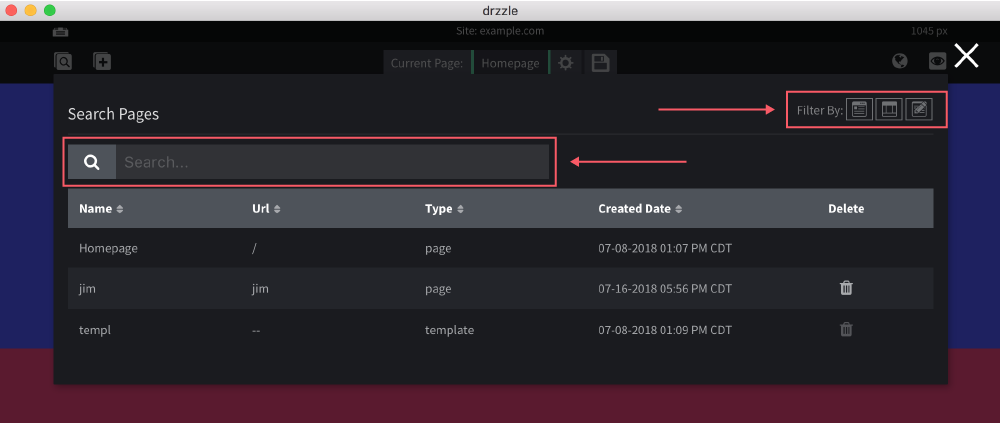 drzzle
Site: example.com
1045 px
Current Page: Homepage
Search Pages
Filter By:
Search...
Name Url Type Created Date Delete
Homepage / page 07-08-2018 01:07 PM CDT
jim jim page 07-16-2018 05:56 PM CDT
templ -- template 07-08-2018 01:09 PM CDT